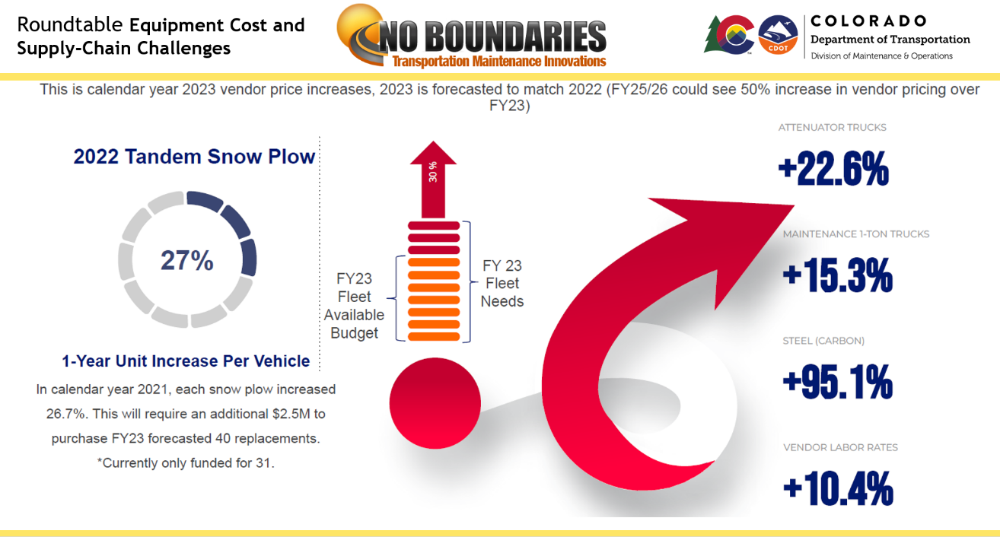 Roundtable Equipment Cost and
Supply-Chain Challenges
NO BOUNDARIES
Transportation Maintenance Innovations
CDOT
TM
COLORADO
Department of Transportation
Division of Maintenance & Operations
This is calendar year 2023 vendor price increases, 2023 is forecasted to match 2022 (FY25/26 could see 50% increase in vendor pricing over
FY23)
2022 Tandem Snow Plow
27%
1-Year Unit Increase Per Vehicle
In calendar year 2021, each snow plow increased
26.7%. This will require an additional $2.5M to
purchase FY23 forecasted 40 replacements.
*Currently only funded for 31.
30 %
FY23
Fleet
Available
Budget
FY 23
Fleet
Needs
ATTENUATOR TRUCKS
+22.6%
MAINTENANCE 1-TON TRUCKS
+15.3%
STEEL (CARBON)
+95.1%
VENDOR LABOR RATES
+10.4%